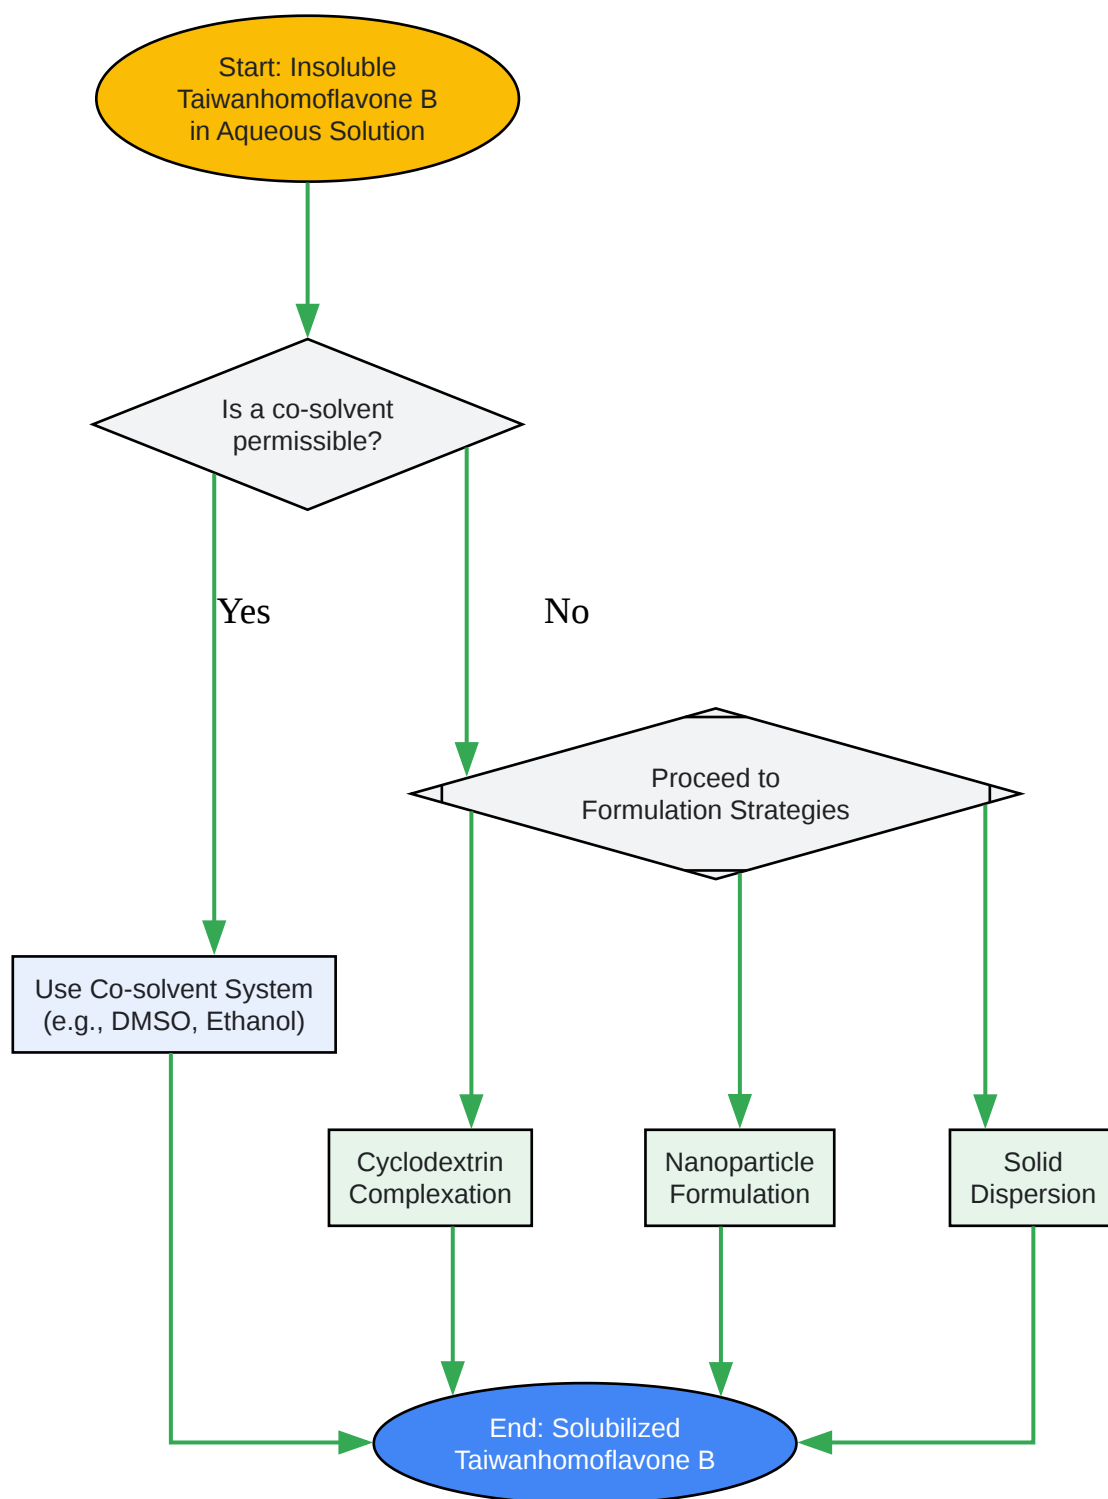 Start: Insoluble
Taiwanhomoflavone B
in Aqueous Solution
Is a co-solvent
permissible?
Yes
No
Proceed to
Formulation Strategies
Use Co-solvent System
(e.g., DMSO, Ethanol)
Cyclodextrin
Complexation
Nanoparticle
Formulation
Solid
Dispersion
End: Solubilized
Taiwanhomoflavone B